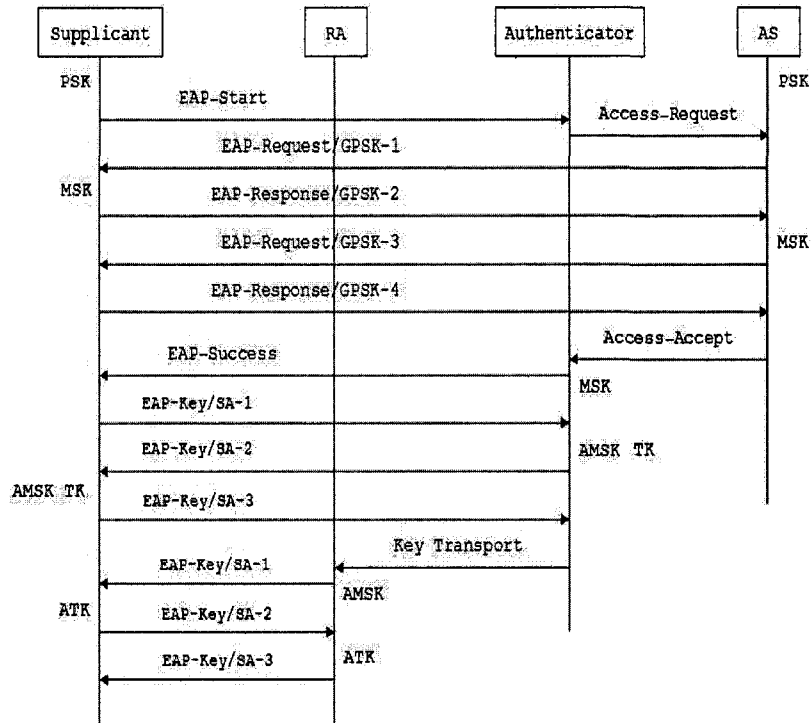 Supplicant
RA
Authenticator
AS
PSK
PSK
EAP-Start
Access-Request
EAP-Request/GPSK-1
MSK
EAP-Response/GPSK-2
EAP-Request/GPSK-3
MSK
EAP-Response/GPSK-4
Access-Accept
EAP-Success
MSK
EAP-Key/SA-1
EAP-Key/SA-2
AMSK TK
AMSK TK
EAP-Key/SA-3
Key Transport
EAP-Key/SA-1
AMSK
ATK
EAP-Key/SA-2
EAP-Key/SA-3
ATK